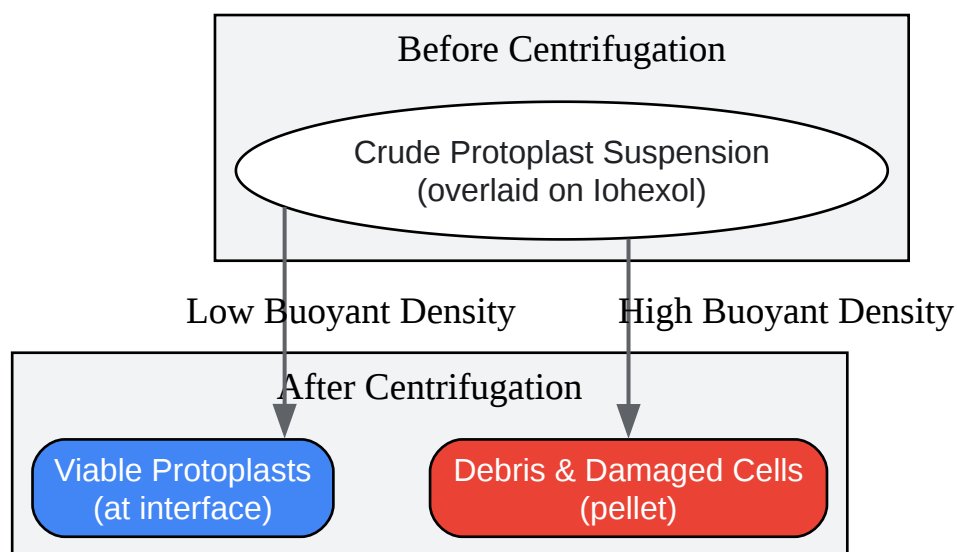 Before Centrifugation
Crude Protoplast Suspension
(overlaid on Iohexol)
Low Buoyant Density
High Buoyant Density
After Centrifugation
Viable Protoplasts
(at interface)
Debris & Damaged Cells
(pellet)